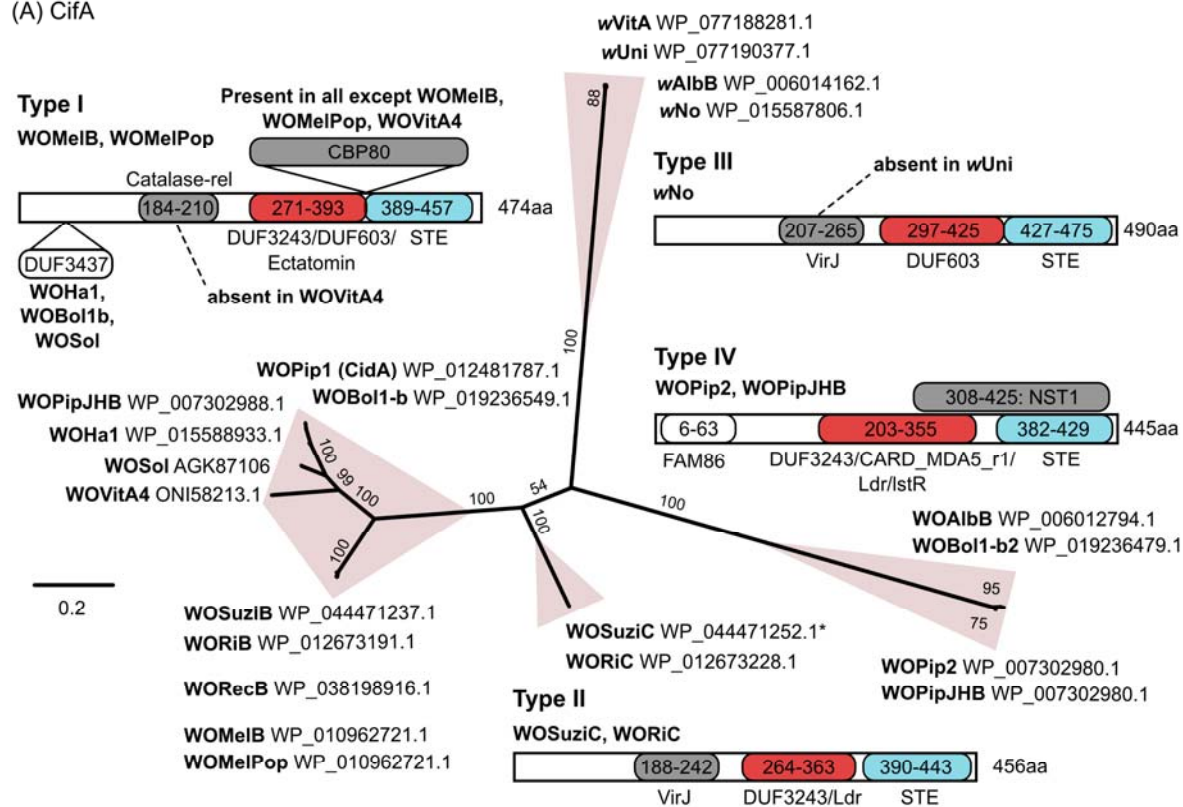 (A) CifA
wVitA WP_077188281.1
wUni WP_077190377.1
wAlbB WP_006014162.1
wNo WP_015587806.1
Type I
WOMelB, WOMelPop
Present in all except WOMelB,
WOMelPop, WOVitA4
CBP80
Catalase-rel
184-210
271-393
389-457
474aa
DUF3243/DUF603/
Ectatomin
STE
DUF3437
WOHa1,
WOBol1b,
WOSol
absent in WOVitA4
Type III
wNo
absent in wUni
207-265
297-425
427-475
490aa
VirJ
DUF603
STE
Type IV
WOPip2, WOPipJHB
308-425: NST1
6-63
203-355
382-429
445aa
FAM86
DUF3243/CARD_MDA5_r1/
Ldr/IstR
STE
WOPip1 (CidA) WP_012481787.1
WOBol1-b WP_019236549.1
WOPipJHB WP_007302988.1
WOHa1 WP_015588933.1
WOSol AGK87106
WOVitA4 ONI58213.1
88
100
100
99
100
100
100
54
100
100
95
75
0.2
WOAlbB WP_006012794.1
WOBol1-b2 WP_019236479.1
WOPip2 WP_007302980.1
WOPipJHB WP_007302980.1
WOSuziB WP_044471237.1
WORiB WP_012673191.1
WORecB WP_038198916.1
WOMelB WP_010962721.1
WOMelPop WP_010962721.1
WOSuziC WP_044471252.1*
WORiC WP_012673228.1
Type II
WOSuziC, WORiC
188-242
264-363
390-443
456aa
VirJ
DUF3243/Ldr
STE